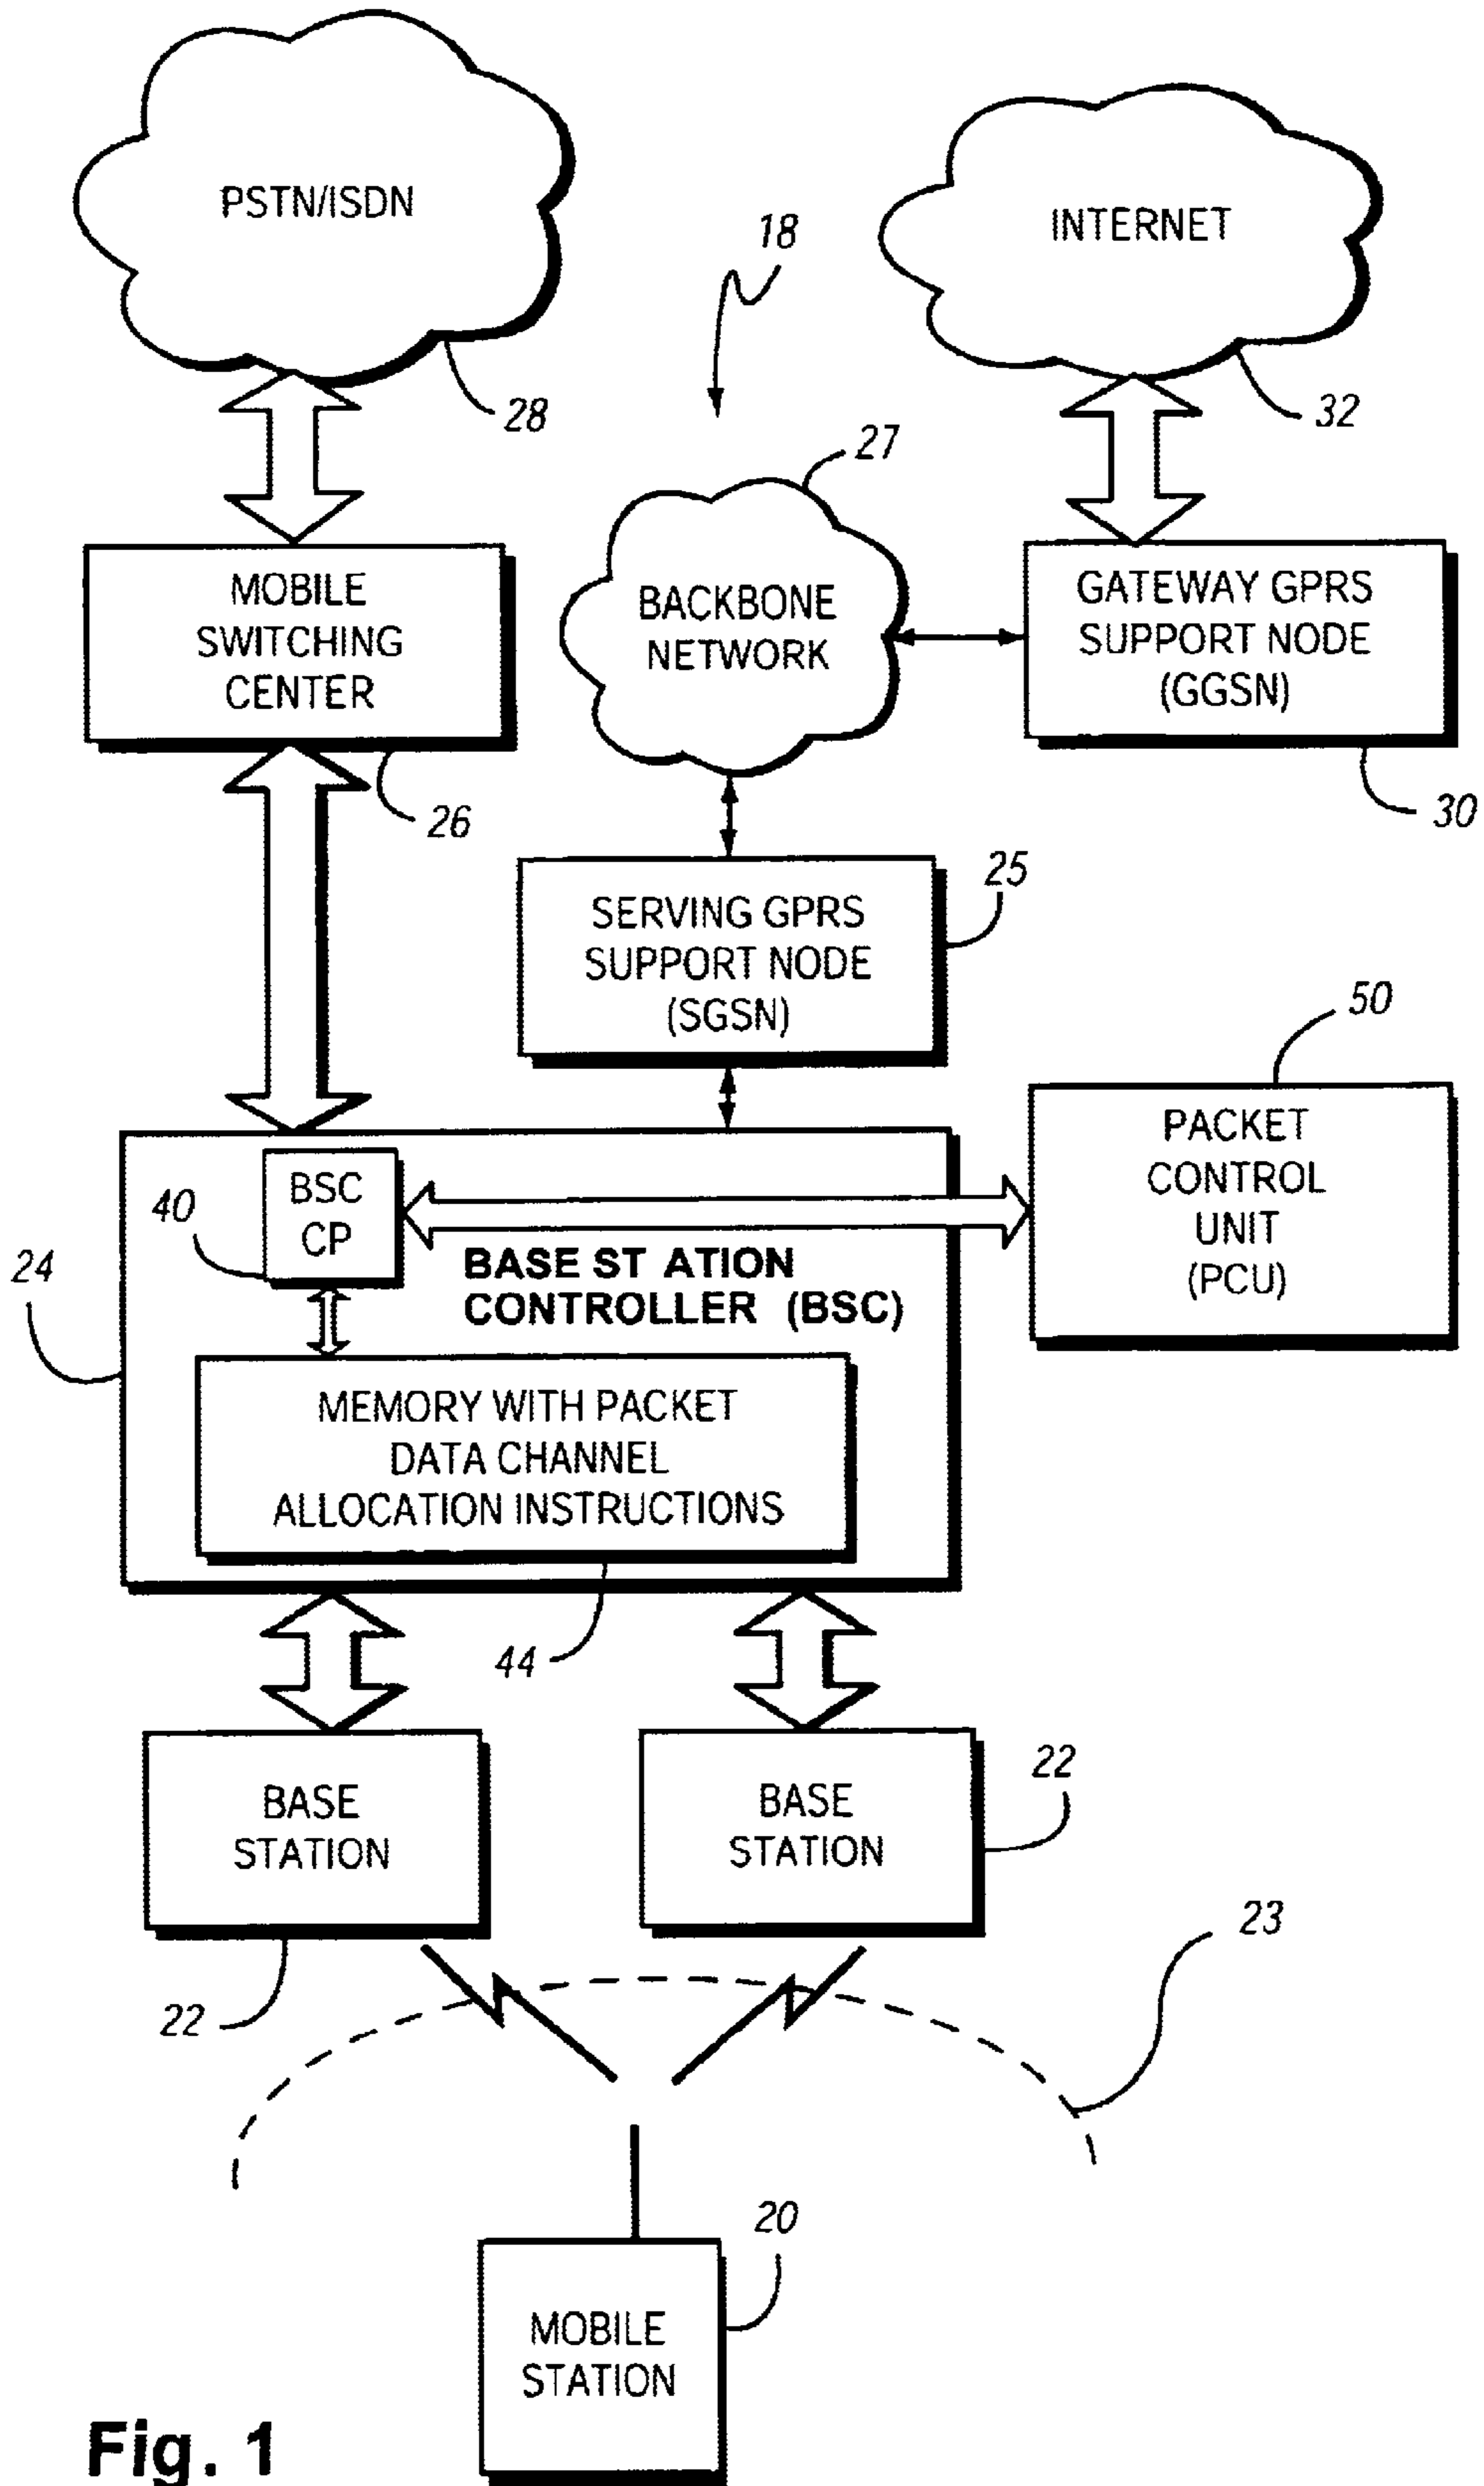 PSTN/ISDN
INTERNET
18
28
32
27
MOBILE
SWITCHING
CENTER
BACKBONE
NETWORK
GATEWAY GPRS
SUPPORT NODE
(GGSN)
26
30
SERVING GPRS
SUPPORT NODE
(SGSN)
25
50
PACKET
CONTROL
UNIT
(PCU)
BSC
CP
40
24
BASE ST ATION
CONTROLLER (BSC)
MEMORY WITH PACKET
DATA CHANNEL
ALLOCATION INSTRUCTIONS
44
BASE
STATION
BASE
STATION
22
22
23
20
MOBILE
STATION
Fig. 1